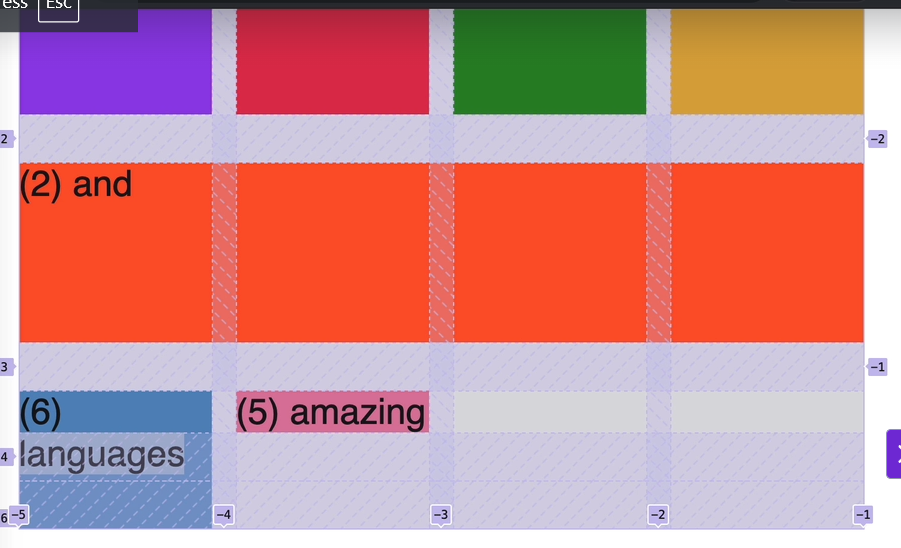 ess Esc
2 -2
(2) and
3 -1
(6) (5) amazing
languages
4
6 -5 -4 -3 -2 -1